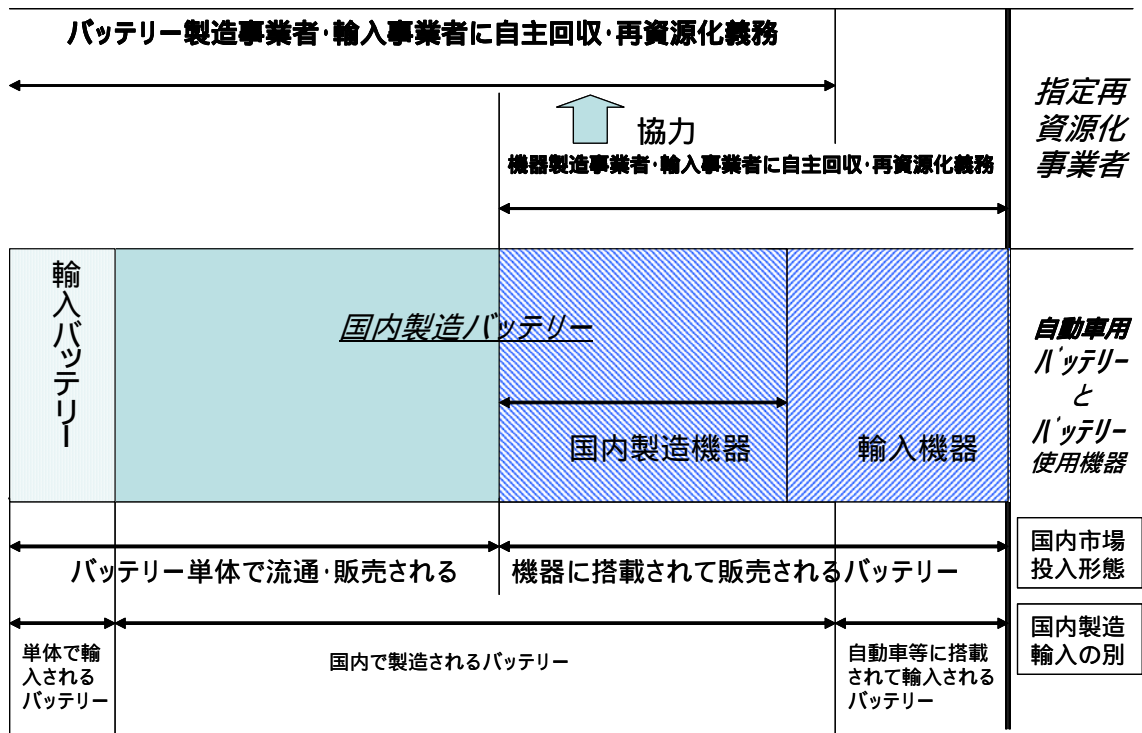 バッテリー製造事業者・輸入事業者に自主回収・再資源化義務
指定再
資源化
事業者
協力
機器製造事業者・輸入事業者に自主回収・再資源化義務
輸入バッテリー
国内製造バッテリー
国内製造機器
輸入機器
自動車用
バッテリー
と
バッテリー
使用機器
バッテリー単体で流通・販売される
機器に搭載されて販売されるバッテリー
国内市場
投入形態
単体で輸
入される
バッテリー
国内で製造されるバッテリー
自動車等に搭載
されて輸入される
バッテリー
国内製造
輸入の別